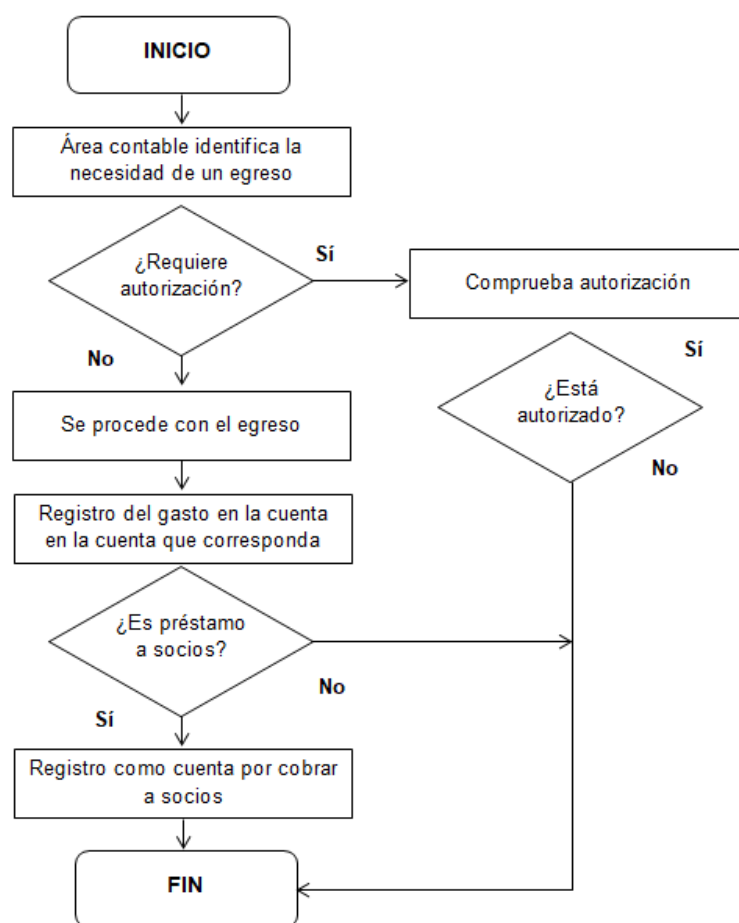 INICIO
Área contable identifica la
necesidad de un egreso
¿Requiere
autorización?
Sí
Comprueba autorización
No
Sí
¿Está
autorizado?
Se procede con el egreso
No
Registro del gasto en la cuenta
en la cuenta que corresponda
¿Es préstamo
a socios?
No
Sí
Registro como cuenta por cobrar
a socios
FIN